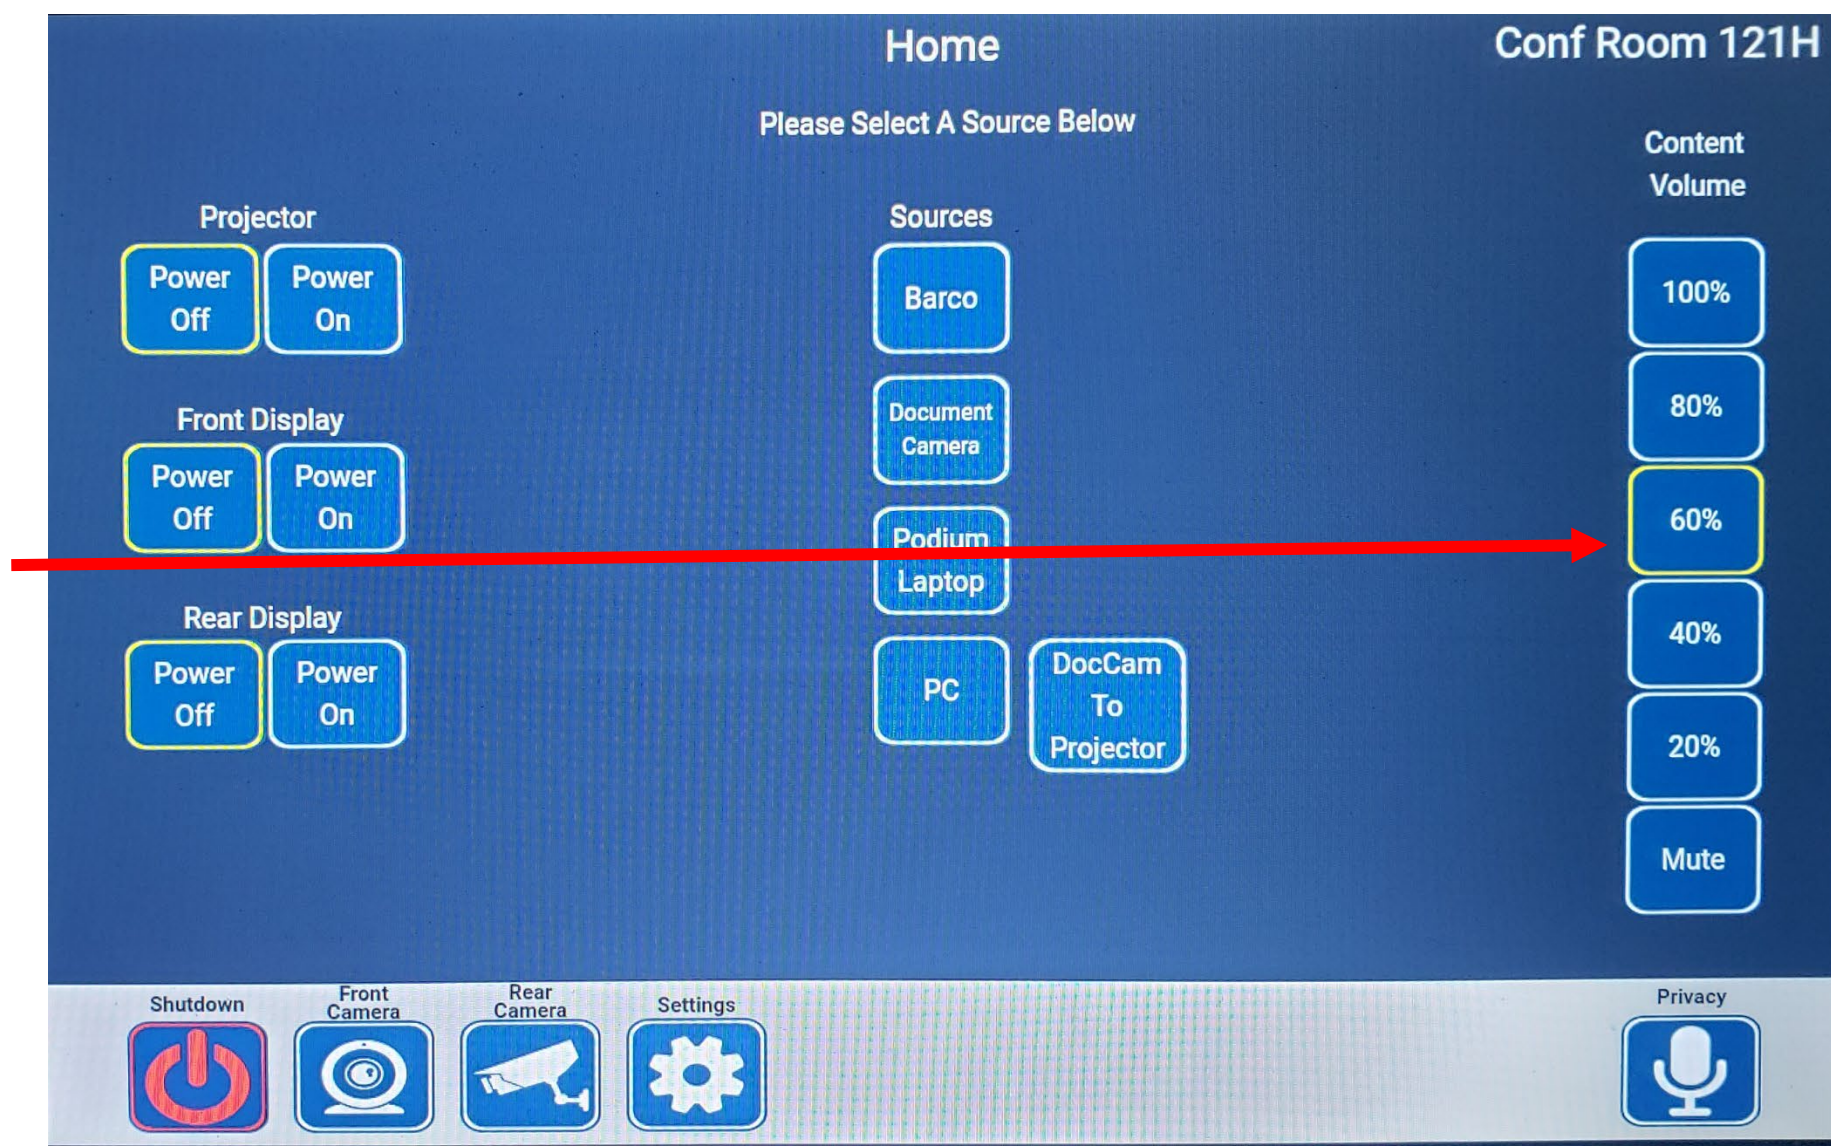 Home
Conf Room 121H
Please Select A Source Below
Projector
Power
Off
Power
On
Front Display
Power
Off
Power
On
Rear Display
Power
Off
Power
On
Sources
Barco
Document
Camera
Podium
Laptop
PC
DocCam
To
Projector
Content
Volume
100%
80%
60%
40%
20%
Mute
Shutdown
Front
Camera
Rear
Camera
Settings
Privacy